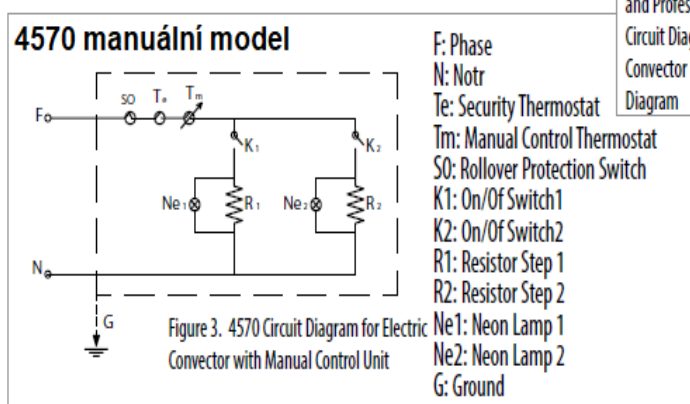 and Profes
4570 manuální model
Circuit Dia
Convector
Diagram
F: Phase
N: Notr
Te: Security Thermostat
Tm: Manual Control Thermostat
SO: Rollover Protection Switch
K1: On/Of Switch1
K2: On/Of Switch2
R1: Resistor Step 1
R2: Resistor Step 2
Ne1: Neon Lamp 1
Ne2: Neon Lamp 2
G: Ground
SO Te Tm
F
K1 K2
Ne1 R1 Ne2 R2
N
G
Figure 3. 4570 Circuit Diagram for Electric
Convector with Manual Control Unit